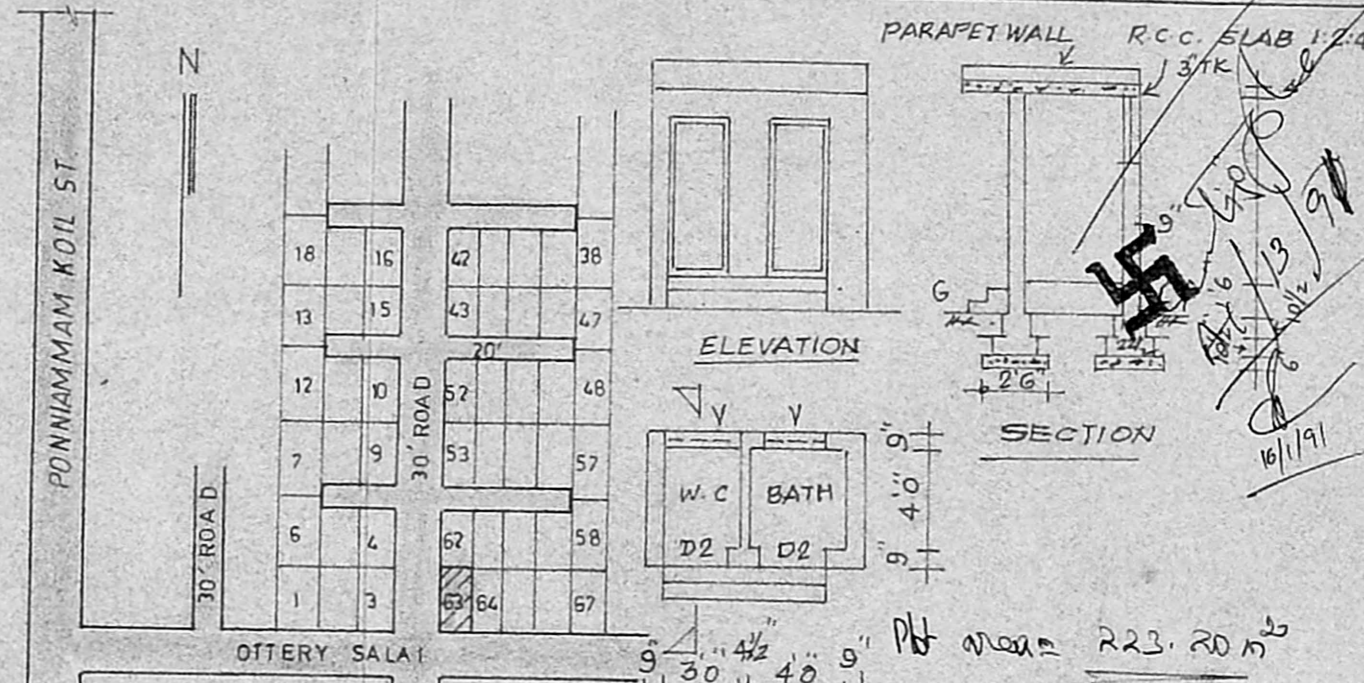 PARAPET WALL
R.C.C. SLAB 1:2:4
3" TK
N
PONNIAMMAM KOIL ST.
18 16 42 38
13 15 43 47
20'
12 10 52 48
7 9 53 57
6 4 62 58
1 3 63 64 67
30' ROAD
30' ROAD
OTTERY SALAI
ELEVATION
V V
W.C BATH
D2 D2
9"
4'0"
9"
9" 3'0" 4½" 4'0" 9"
G
9"
2'6"
SECTION
16/1/91
Plot area = 223.20 m²